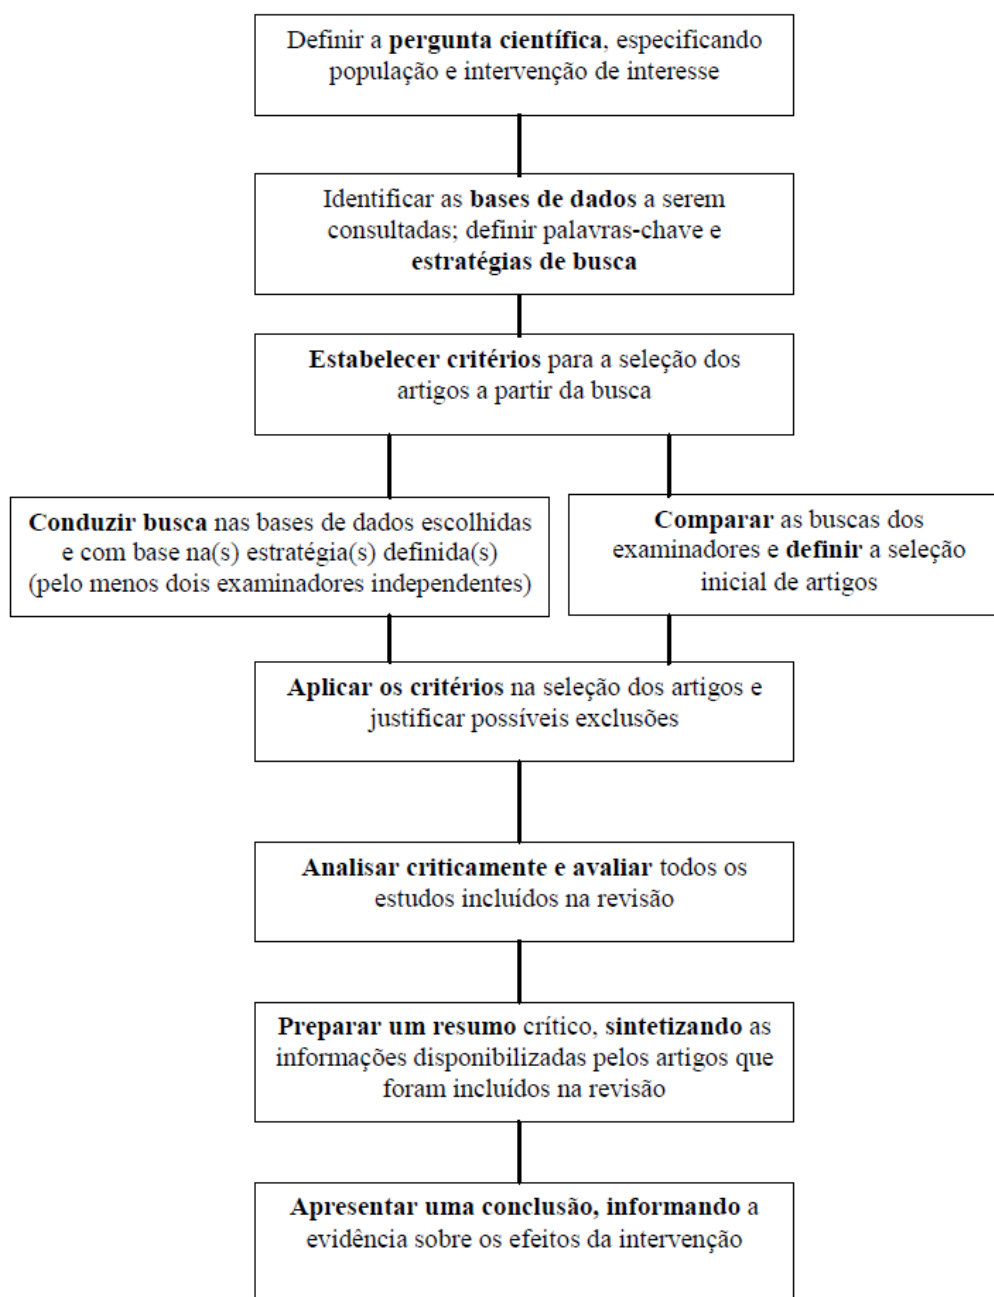 Definir a pergunta científica, especificando
população e intervenção de interesse
Identificar as bases de dados a serem
consultadas; definir palavras-chave e
estratégias de busca
Estabelecer critérios para a seleção dos
artigos a partir da busca
Conduzir busca nas bases de dados escolhidas
e com base na(s) estratégia(s) definida(s)
(pelo menos dois examinadores independentes)
Comparar as buscas dos
examinadores e definir a seleção
inicial de artigos
Aplicar os critérios na seleção dos artigos e
justificar possíveis exclusões
Analisar criticamente e avaliar todos os
estudos incluídos na revisão
Preparar um resumo crítico, sintetizando as
informações disponibilizadas pelos artigos que
foram incluídos na revisão
Apresentar uma conclusão, informando a
evidência sobre os efeitos da intervenção